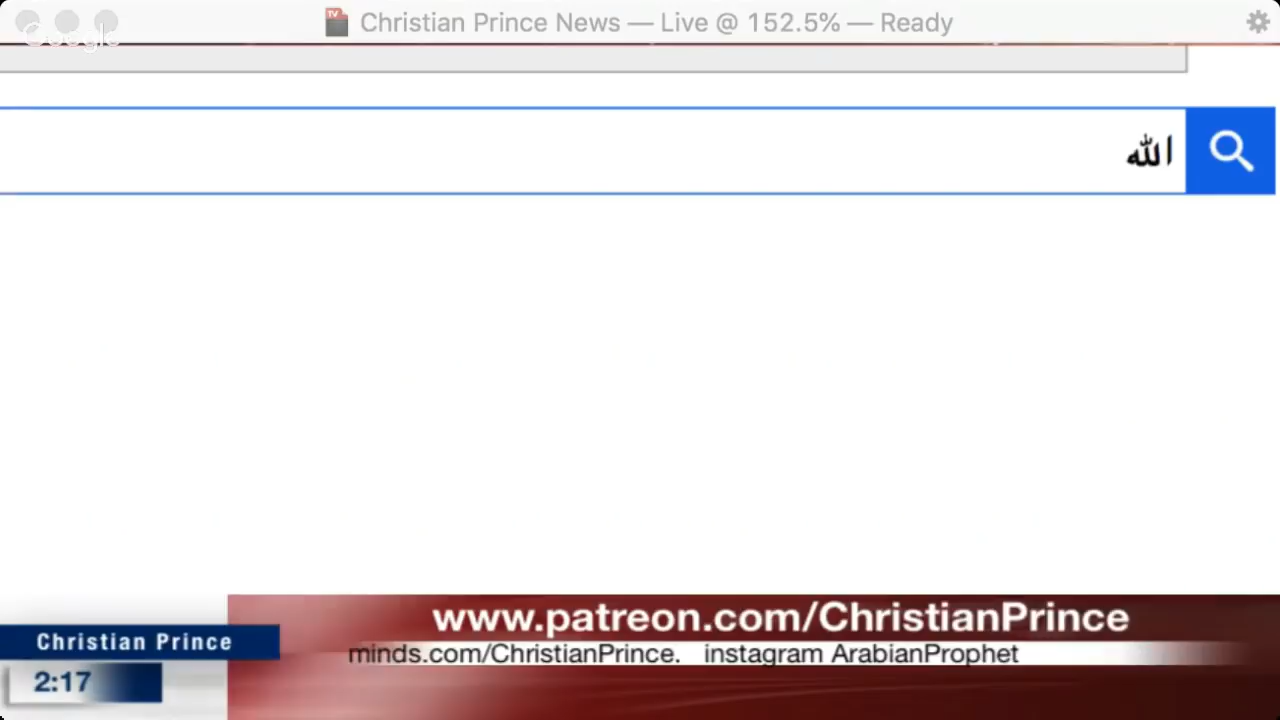 Christian Prince News — Live @ 152.5% — Ready
Google
الله
www.patreon.com/ChristianPrince
Christian Prince
minds.com/ChristianPrince. instagram ArabianProphet
2:17